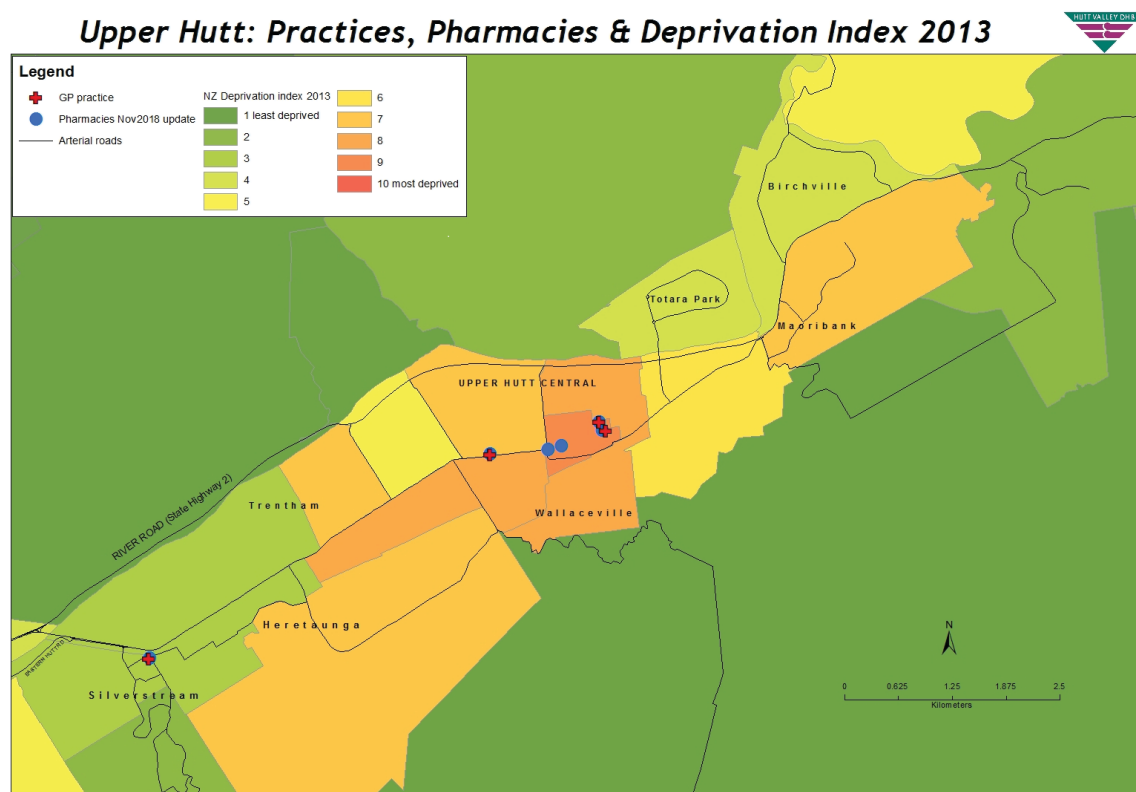 Upper Hutt: Practices, Pharmacies & Deprivation Index 2013
HUTT VALLEY DHB
Legend
GP practice
Pharmacies Nov2018 update
Arterial roads
NZ Deprivation index 2013
1 least deprived
2
3
4
5
6
7
8
9
10 most deprived
Birchville
Totara Park
Maoribank
UPPER HUTT CENTRAL
Trentham
RIVER ROAD (State Highway 2)
Wallaceville
Heretaunga
Silverstream
N
0 0.625 1.25 1.875 2.5
Kilometers